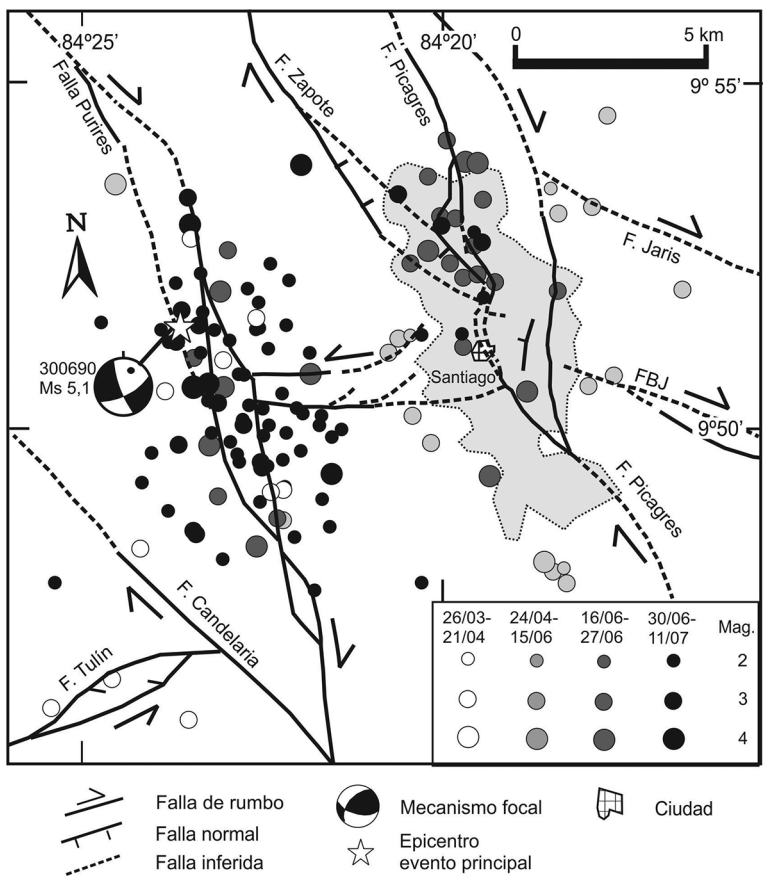 84º25’
84º20’
0
5 km
9º 55’
Falla Purires
F. Zapote
F. Picagres
F. Jaris
N
300690
Ms 5,1
Santiago
FBJ
9º50’
F. Picagres
F. Candelaria
F. Tulín
26/03-
21/04
24/04-
15/06
16/06-
27/06
30/06-
11/07
Mag.
2
3
4
Falla de rumbo
Mecanismo focal
Ciudad
Falla normal
Epicentro
evento principal
Falla inferida